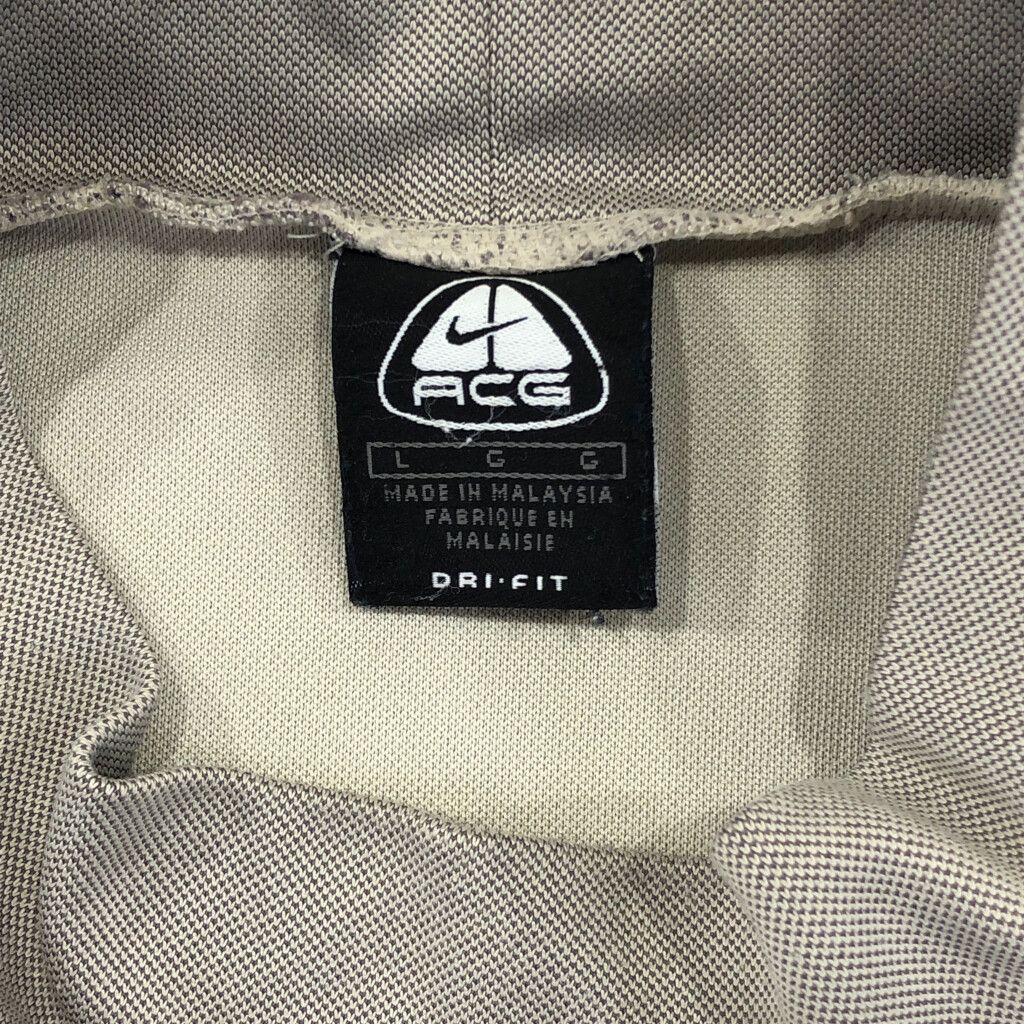 ACG
L G G
MADE IN MALAYSIA
FABRIQUE EN
MALAISIE
DRI·FIT